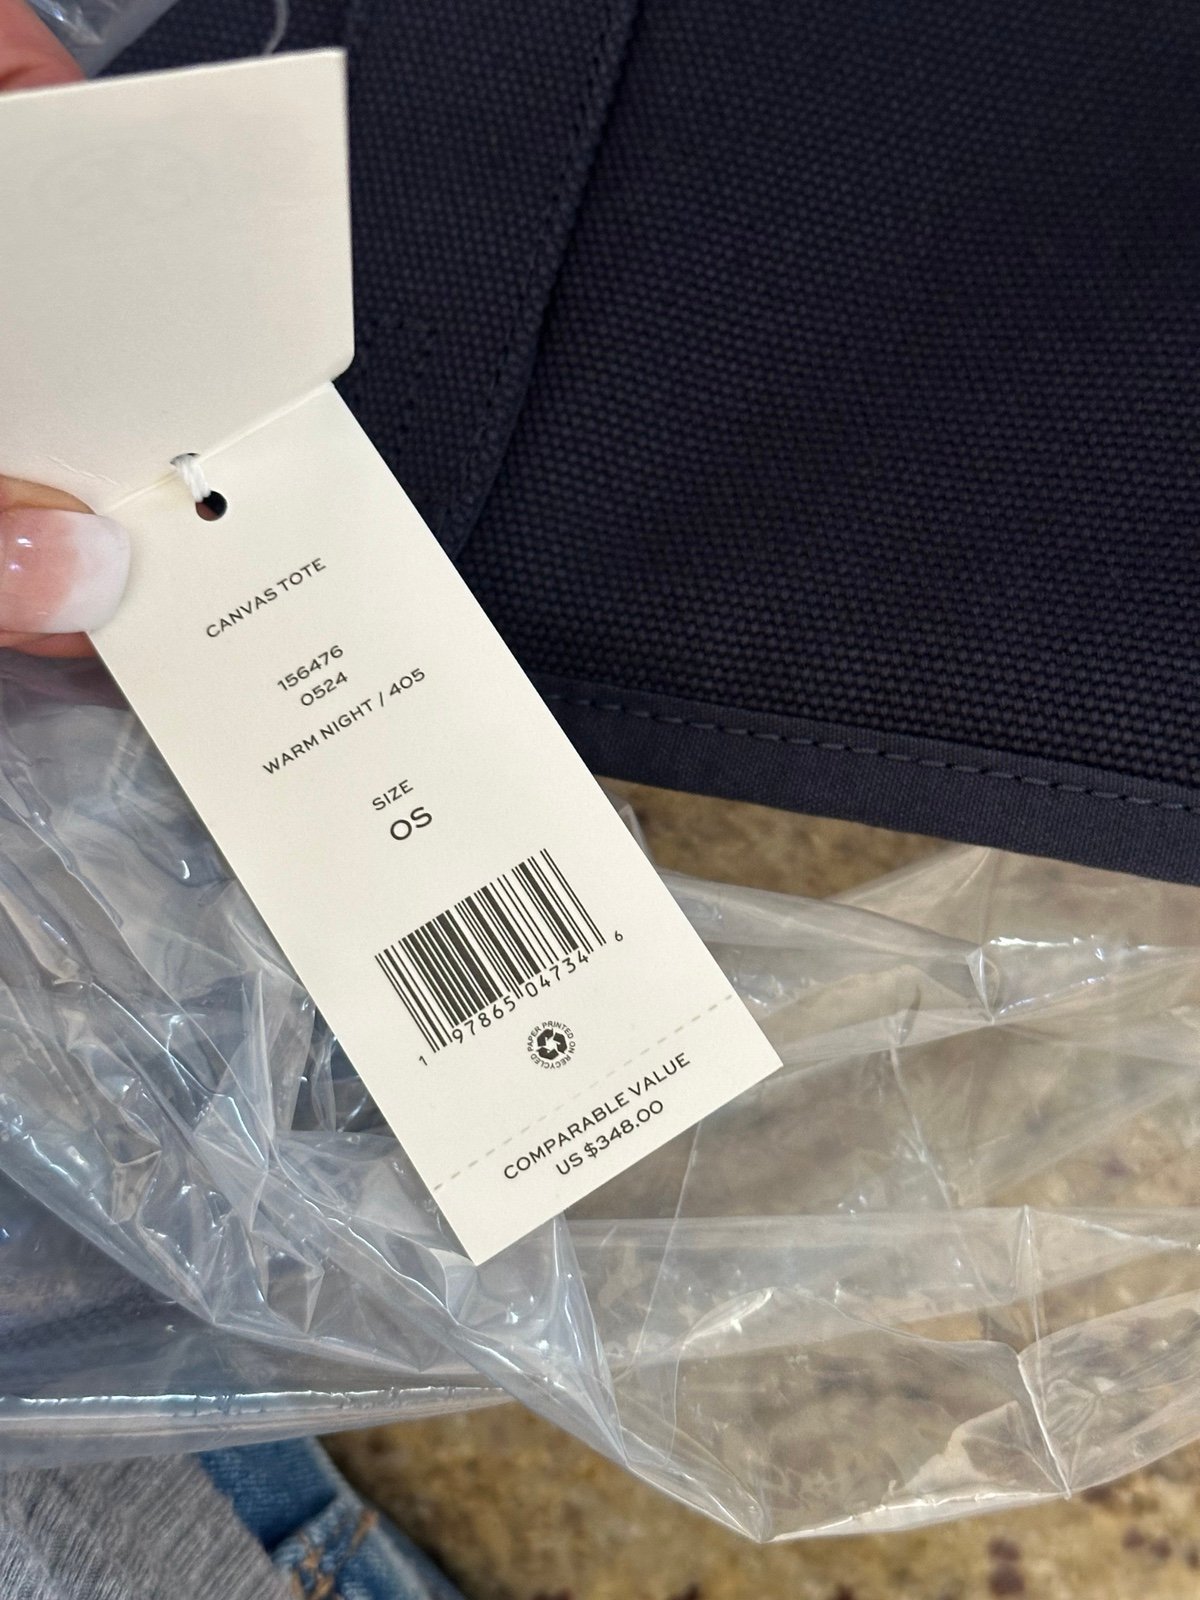 CANVAS TOTE
156476
0524
WARM NIGHT / 405
SIZE
OS
1 97865 04734 6
PRINTED ON RECYCLED PAPER
COMPARABLE VALUE
US $348.00